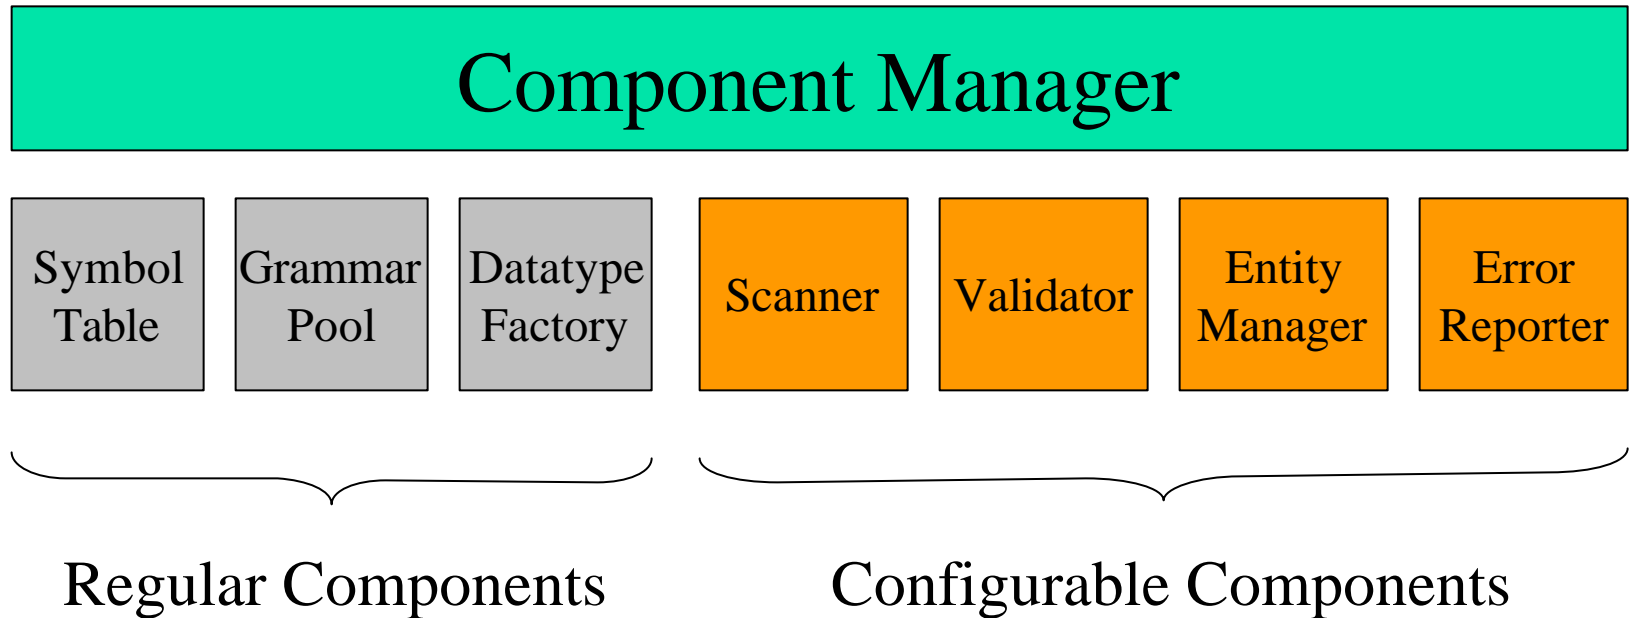 Component Manager
Symbol
Table
Grammar
Pool
Datatype
Factory
Scanner
Validator
Entity
Manager
Error
Reporter
Regular Components
Configurable Components